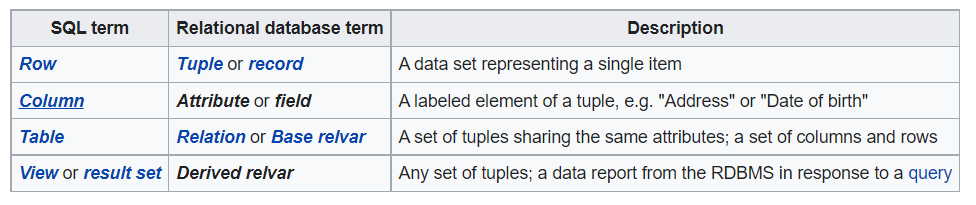 SQL term Relational database term Description
Row Tuple or record A data set representing a single item
Column Attribute or field A labeled element of a tuple, e.g. "Address" or "Date of birth"
Table Relation or Base relvar A set of tuples sharing the same attributes; a set of columns and rows
View or result set Derived relvar Any set of tuples; a data report from the RDBMS in response to a query